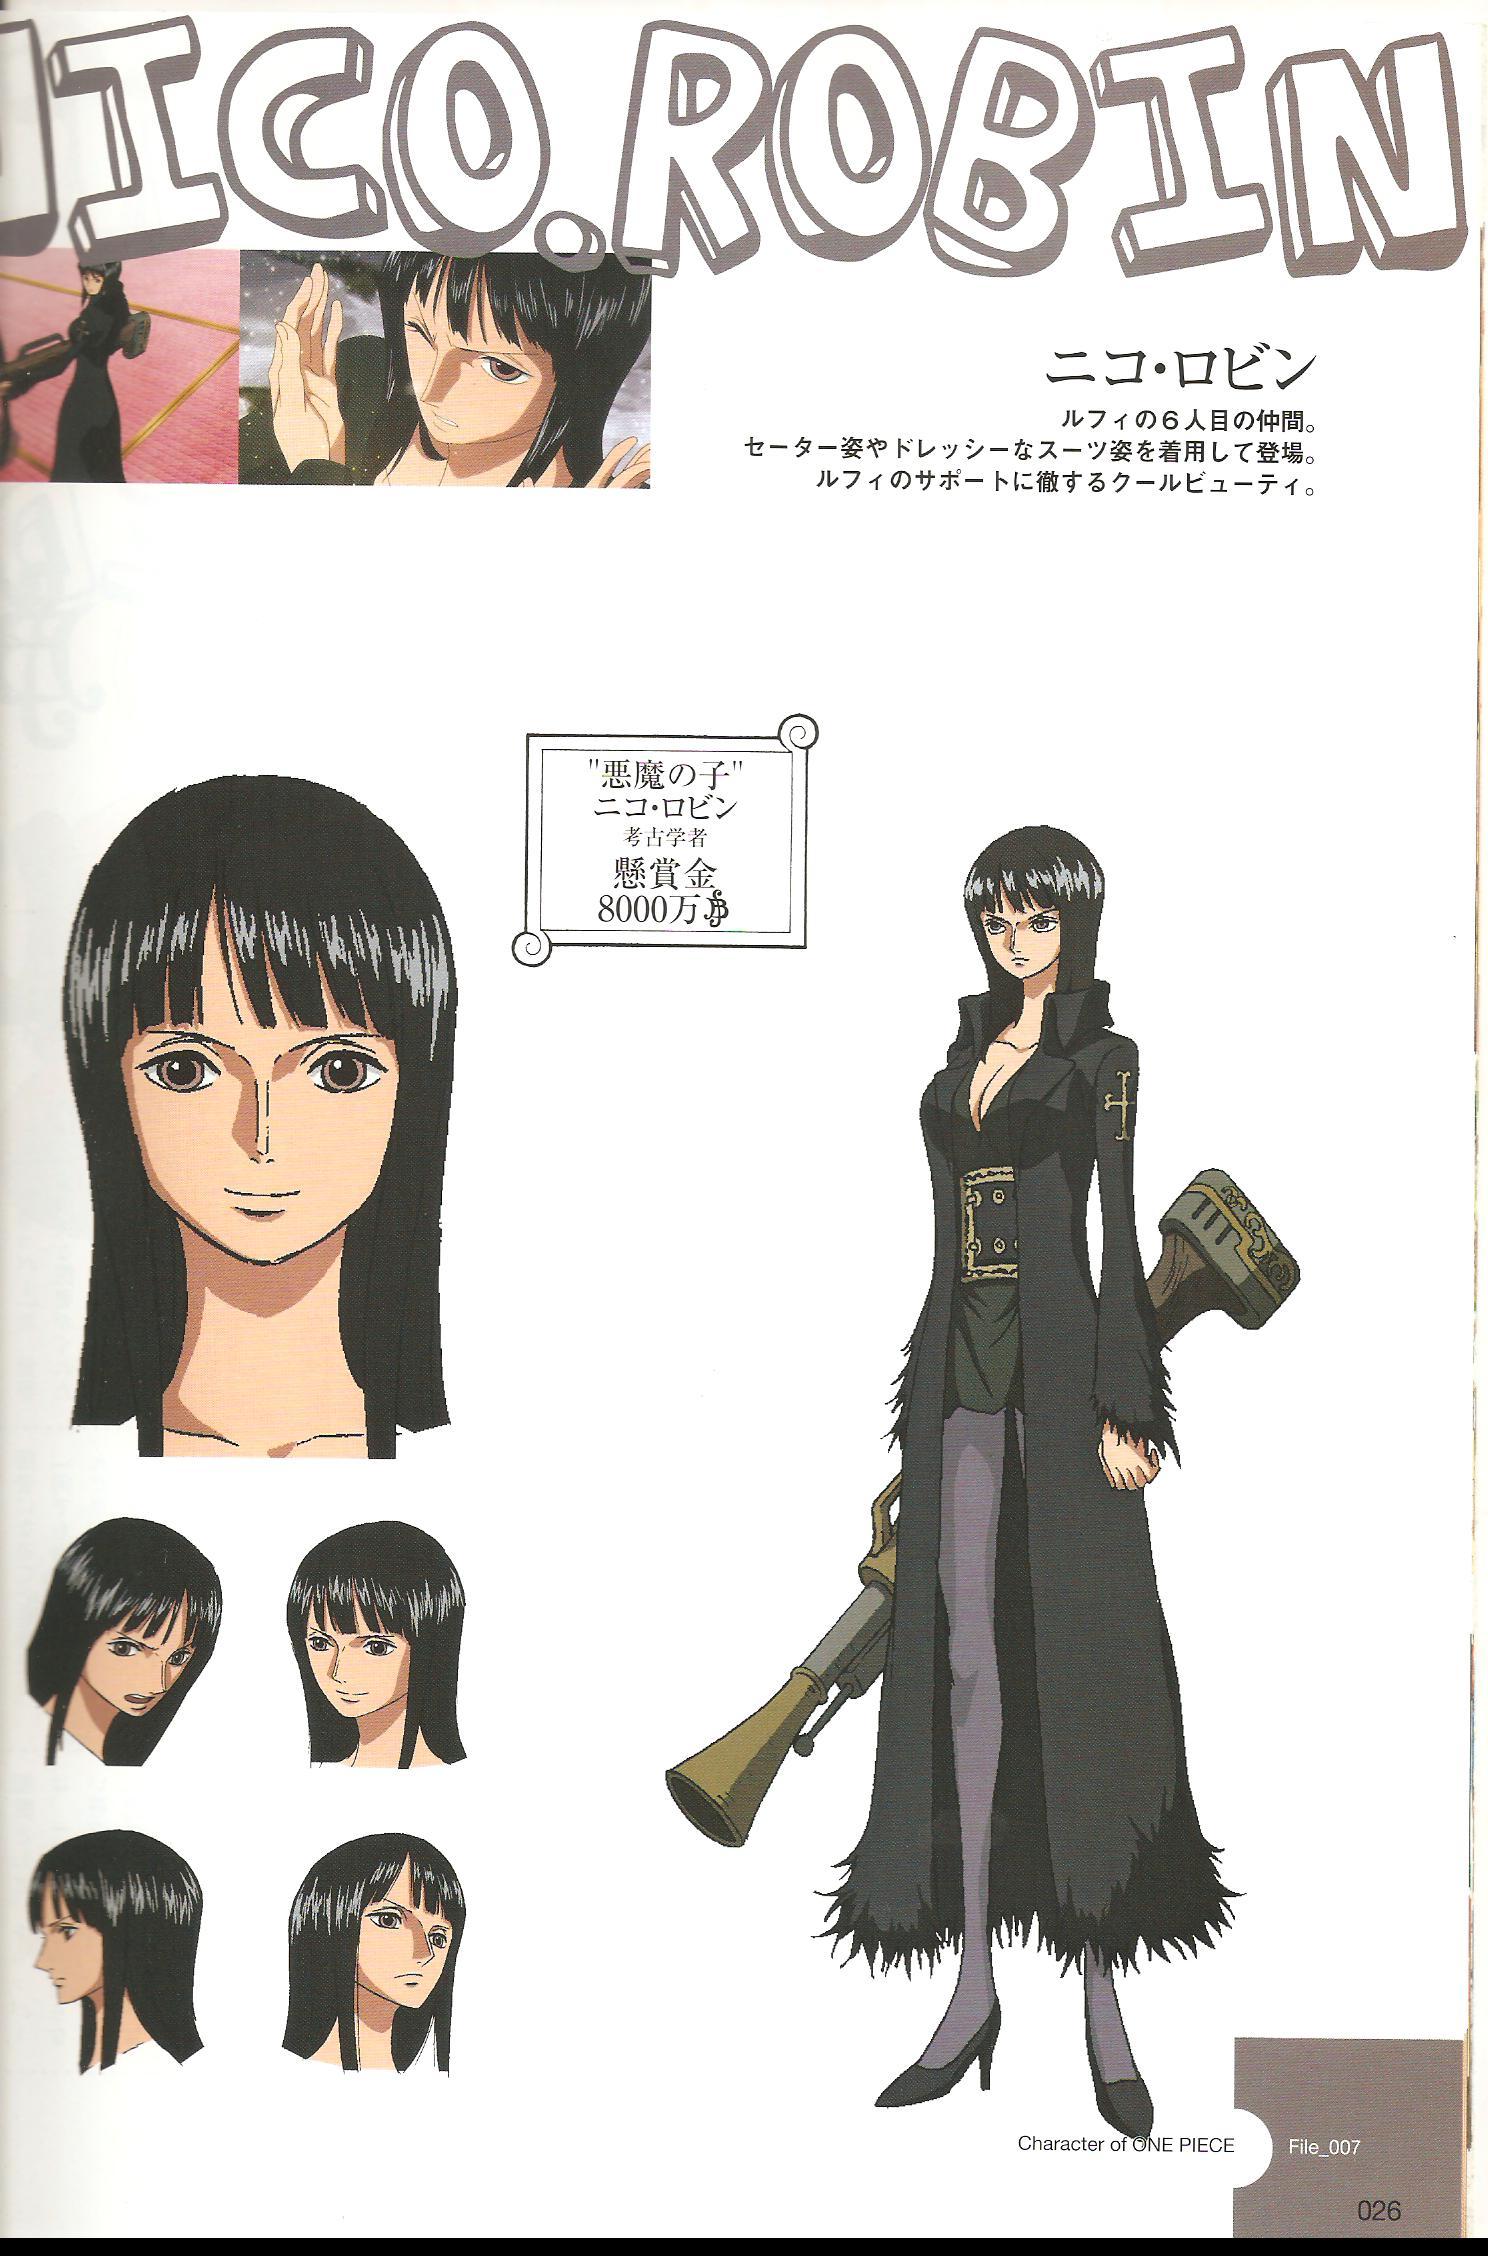 NICO.ROBIN
ニコ・ロビン
ルフィの6人目の仲間。
セーター姿やドレッシーなスーツ姿を着用して登場。
ルフィのサポートに徹するクールビューティ。
"悪魔の子"
ニコ・ロビン
考古学者
懸賞金
8000万
Character of ONE PIECE File_007
026